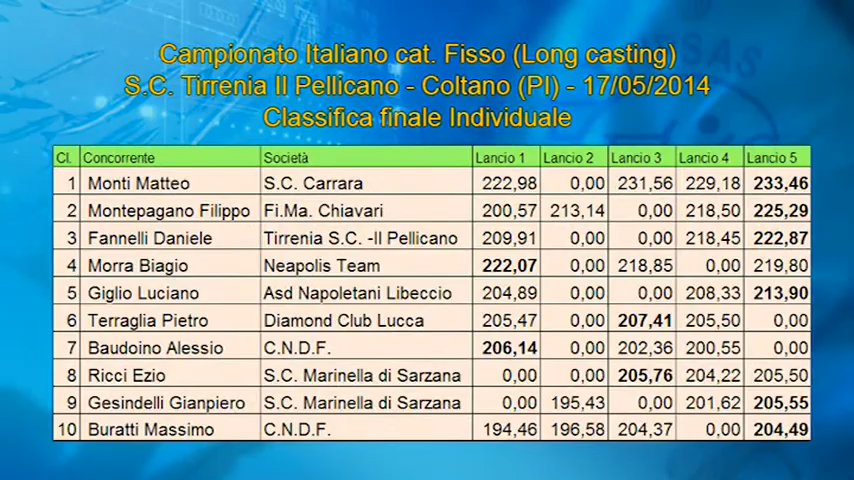 Campionato Italiano cat. Fisso (Long casting)
S.C. Tirrenia Il Pellicano - Coltano (PI) - 17/05/2014
Classifica finale Individuale
Cl. Concorrente Società Lancio 1 Lancio 2 Lancio 3 Lancio 4 Lancio 5
1 Monti Matteo S.C. Carrara 222,98 0,00 231,56 229,18 233,46
2 Montepagano Filippo Fi.Ma. Chiavari 200,57 213,14 0,00 218,50 225,29
3 Fannelli Daniele Tirrenia S.C. -Il Pellicano 209,91 0,00 0,00 218,45 222,87
4 Morra Biagio Neapolis Team 222,07 0,00 218,85 0,00 219,80
5 Giglio Luciano Asd Napoletani Libeccio 204,89 0,00 0,00 208,33 213,90
6 Terraglia Pietro Diamond Club Lucca 205,47 0,00 207,41 205,50 0,00
7 Baudoino Alessio C.N.D.F. 206,14 0,00 202,36 200,55 0,00
8 Ricci Ezio S.C. Marinella di Sarzana 0,00 0,00 205,76 204,22 205,50
9 Gesindelli Gianpiero S.C. Marinella di Sarzana 0,00 195,43 0,00 201,62 205,55
10 Buratti Massimo C.N.D.F. 194,46 196,58 204,37 0,00 204,49